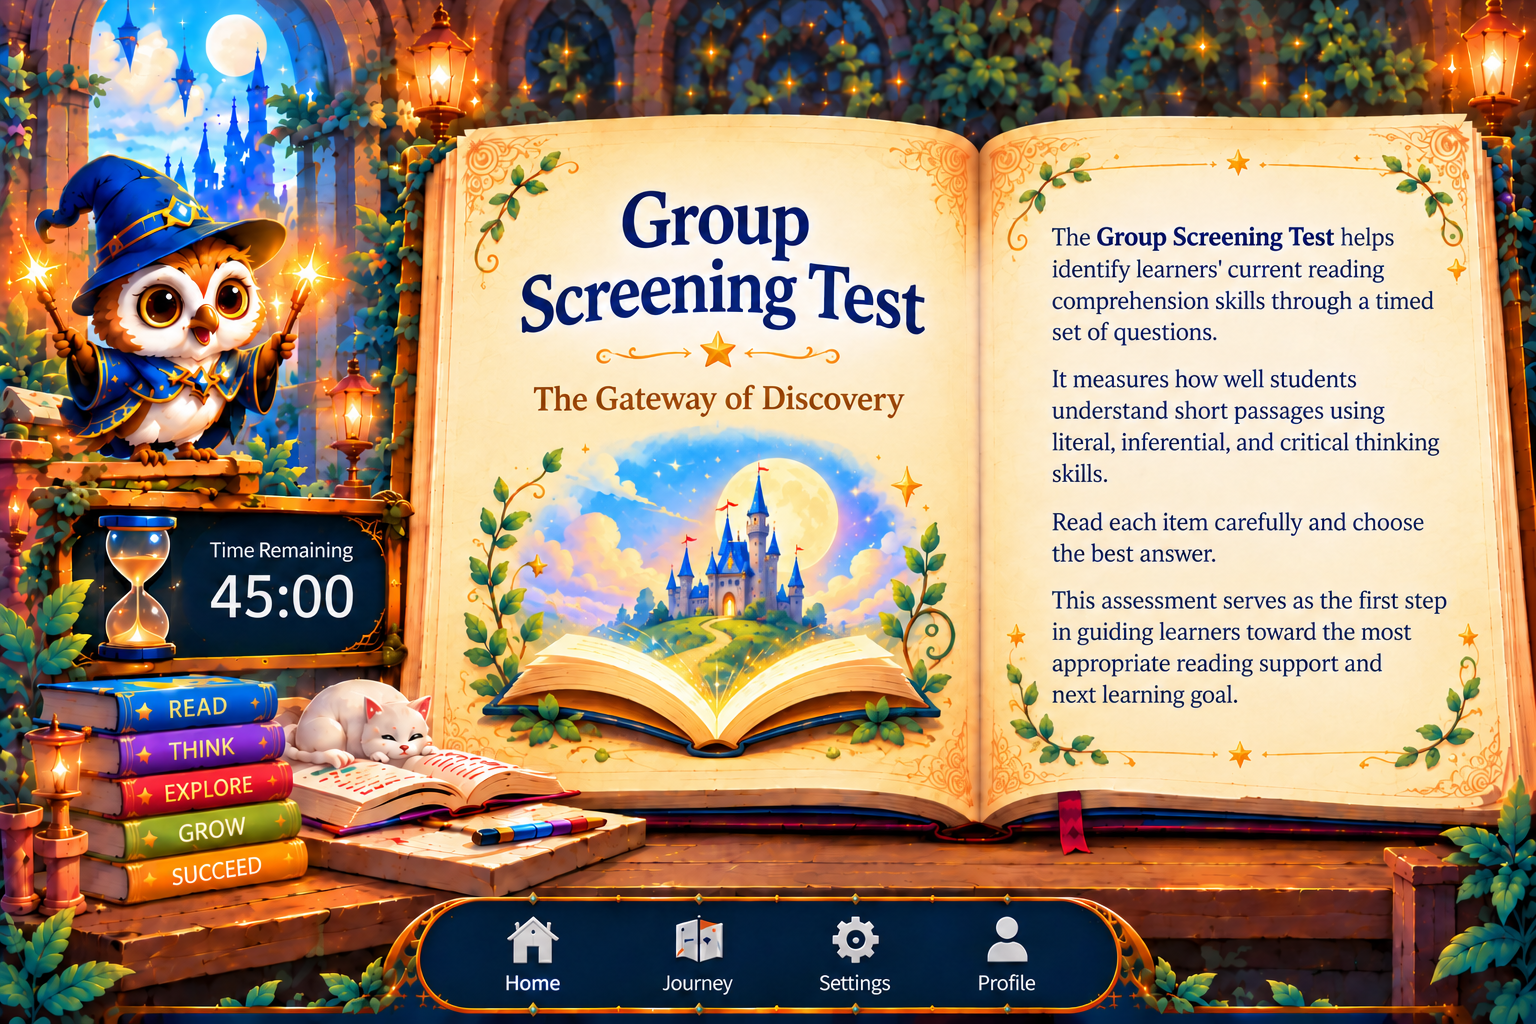 Group
Screening Test
The Gateway of Discovery
The Group Screening Test helps
identify learners' current reading
comprehension skills through a timed
set of questions.
It measures how well students
understand short passages using
literal, inferential, and critical thinking
skills.
Read each item carefully and choose
the best answer.
This assessment serves as the first step
in guiding learners toward the most
appropriate reading support and
next learning goal.
Time Remaining
45:00
READ
THINK
EXPLORE
GROW
SUCCEED
Home
Journey
Settings
Profile